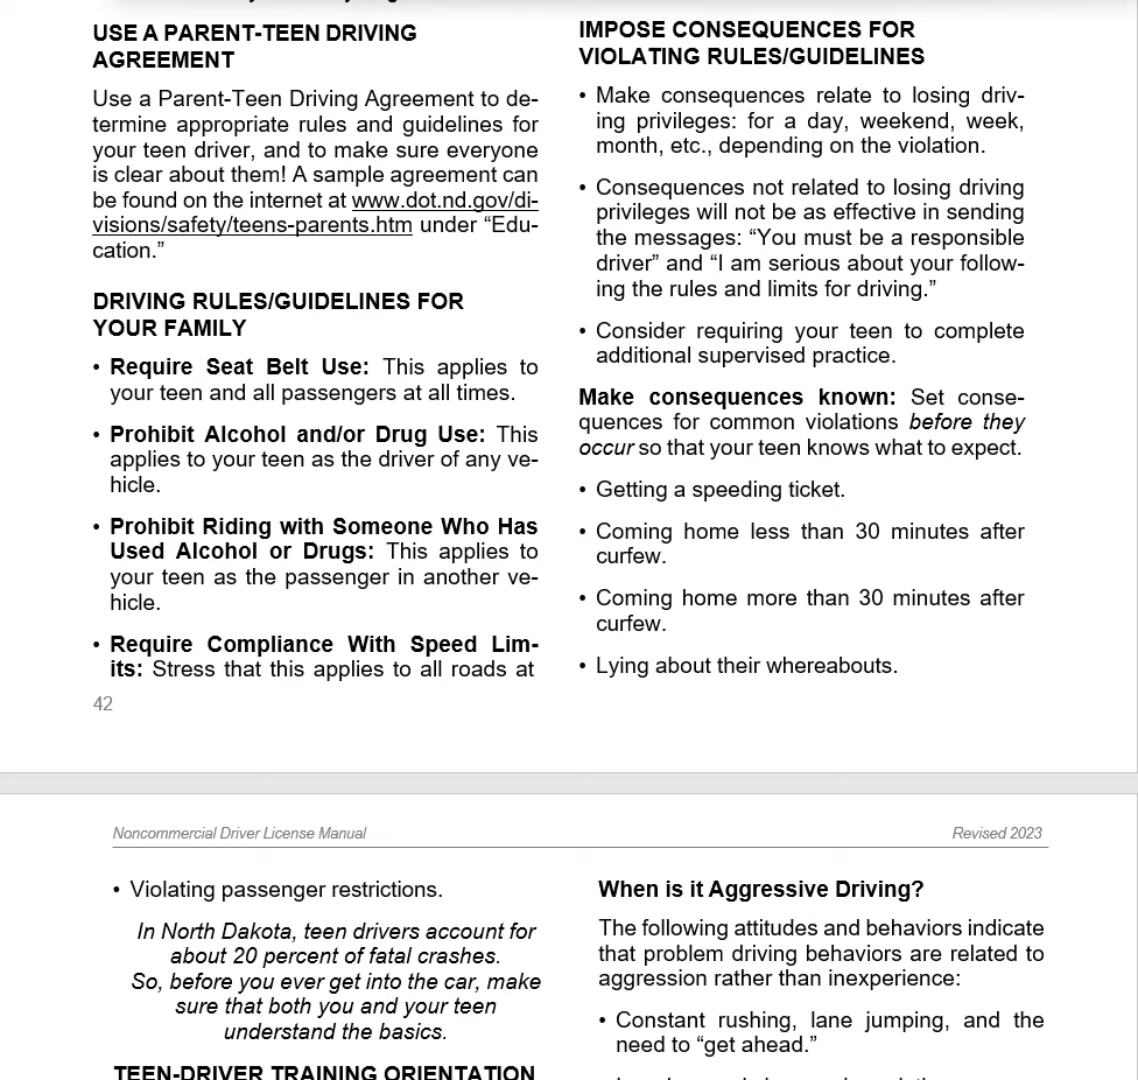 USE A PARENT-TEEN DRIVING
AGREEMENT
Use a Parent-Teen Driving Agreement to de-
termine appropriate rules and guidelines for
your teen driver, and to make sure everyone
is clear about them! A sample agreement can
be found on the internet at www.dot.nd.gov/di-
visions/safety/teens-parents.htm under “Edu-
cation.”
DRIVING RULES/GUIDELINES FOR
YOUR FAMILY
• Require Seat Belt Use: This applies to
your teen and all passengers at all times.
• Prohibit Alcohol and/or Drug Use: This
applies to your teen as the driver of any ve-
hicle.
• Prohibit Riding with Someone Who Has
Used Alcohol or Drugs: This applies to
your teen as the passenger in another ve-
hicle.
• Require Compliance With Speed Lim-
its: Stress that this applies to all roads at
IMPOSE CONSEQUENCES FOR
VIOLATING RULES/GUIDELINES
• Make consequences relate to losing driv-
ing privileges: for a day, weekend, week,
month, etc., depending on the violation.
• Consequences not related to losing driving
privileges will not be as effective in sending
the messages: “You must be a responsible
driver” and “I am serious about your follow-
ing the rules and limits for driving.”
• Consider requiring your teen to complete
additional supervised practice.
Make consequences known: Set conse-
quences for common violations before they
occur so that your teen knows what to expect.
• Getting a speeding ticket.
• Coming home less than 30 minutes after
curfew.
• Coming home more than 30 minutes after
curfew.
• Lying about their whereabouts.
42
Noncommercial Driver License Manual
Revised 2023
• Violating passenger restrictions.
In North Dakota, teen drivers account for
about 20 percent of fatal crashes.
So, before you ever get into the car, make
sure that both you and your teen
understand the basics.
TEEN-DRIVER TRAINING ORIENTATION
When is it Aggressive Driving?
The following attitudes and behaviors indicate
that problem driving behaviors are related to
aggression rather than inexperience:
• Constant rushing, lane jumping, and the
need to “get ahead.”